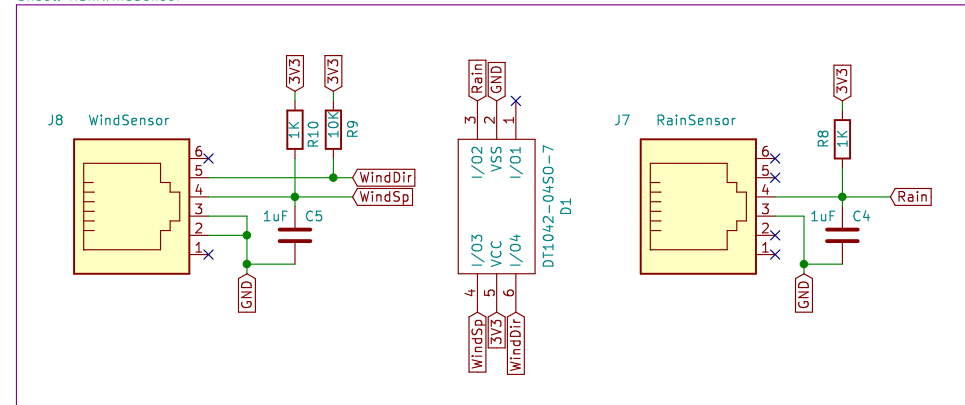 J8 WindSensor
3V3
3V3
1K
R10
10K
R9
6
5
4
3
2
1
WindDir
WindSp
1uF C5
GND
Rain
GND
3
2
1
I/O2
VSS
I/O1
I/O3
VCC
I/O4
DT1042-04SO-7
D1
4
5
6
WindSp
3V3
WindDir
J7 RainSensor
3V3
R8
1K
6
5
4
3
2
1
Rain
1uF C4
GND